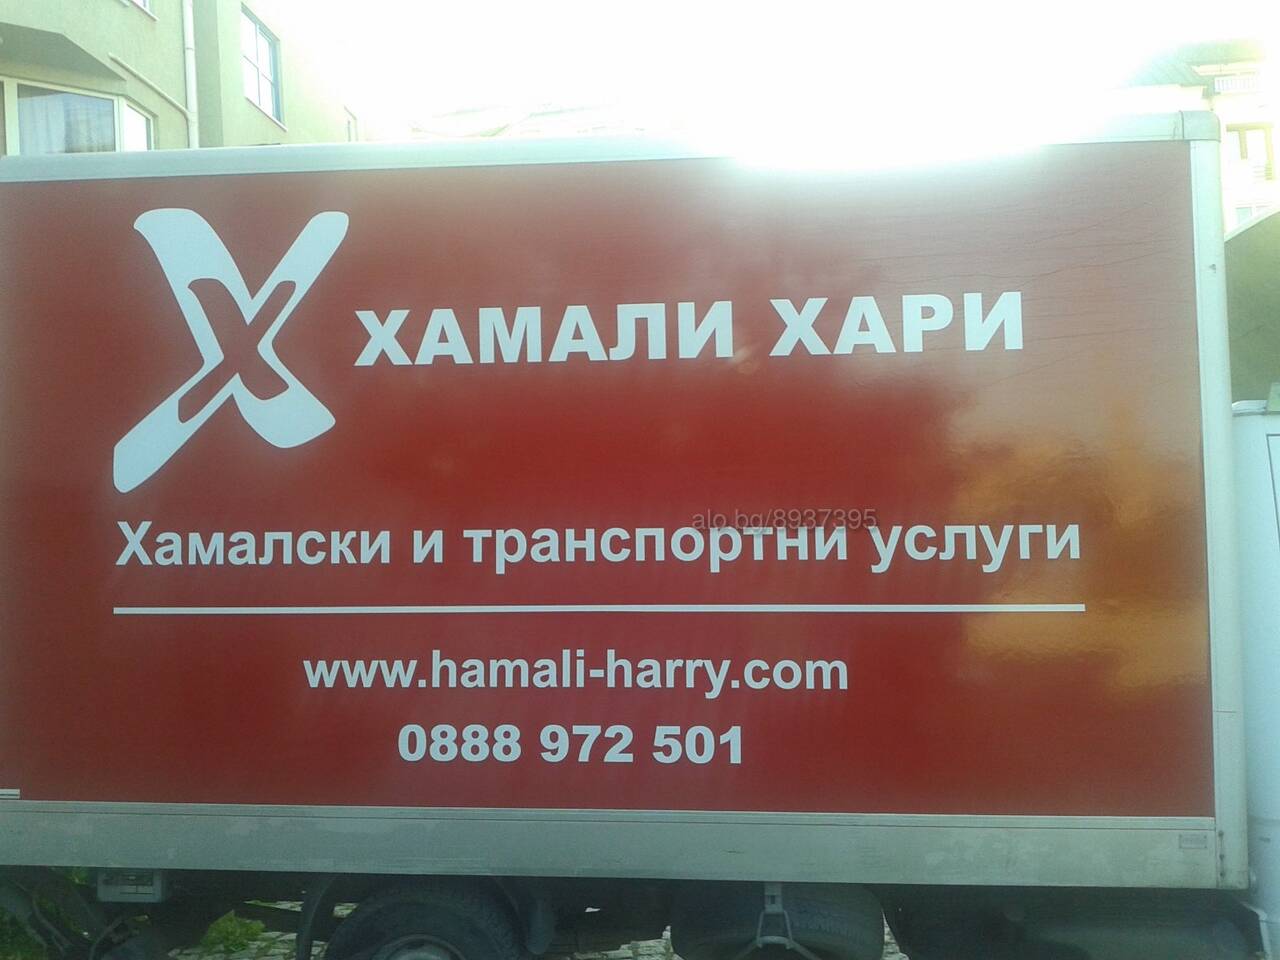 Х ХАМАЛИ ХАРИ
alo.bg/8937395
Хамалски и транспортни услуги
www.hamali-harry.com
0888 972 501